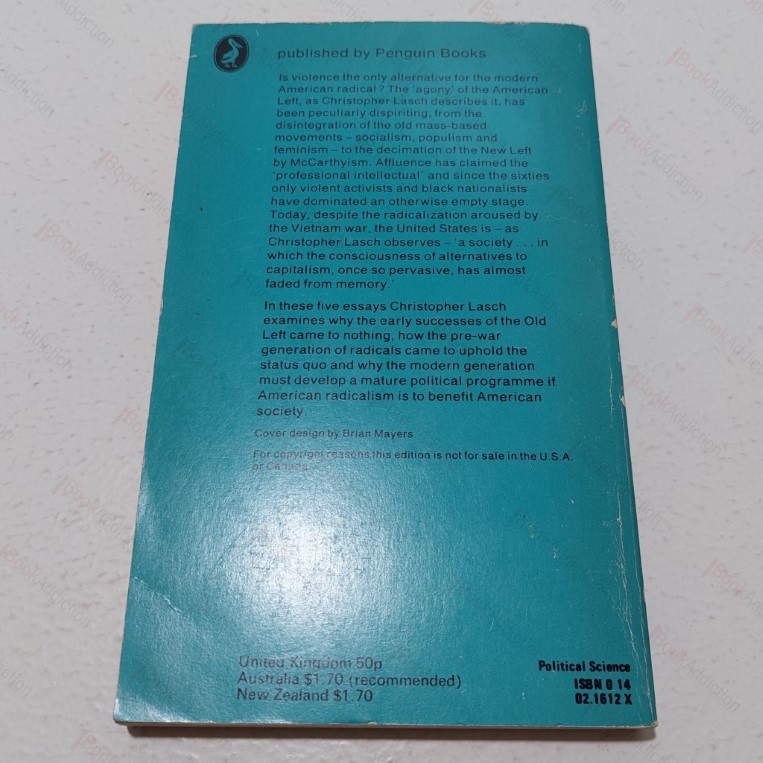 published by Penguin Books
Is violence the only alternative for the modern
American radical? The 'agony' of the American
Left, as Christopher Lasch describes it, has
been peculiarly dispiriting, from the
disintegration of the old mass-based
movements – socialism, populism and
feminism – to the decimation of the New Left
by McCarthyism. Affluence has claimed the
'professional intellectual' and since the sixties
only violent activists and black nationalists
have dominated an otherwise empty stage.
Today, despite the radicalization aroused by
the Vietnam war, the United States is – as
Christopher Lasch observes – 'a society . . . in
which the consciousness of alternatives to
capitalism, once so pervasive, has almost
faded from memory.'
In these five essays Christopher Lasch
examines why the early successes of the Old
Left came to nothing, how the pre-war
generation of radicals came to uphold the
status quo and why the modern generation
must develop a mature political programme if
American radicalism is to benefit American
society.
Cover design by Brian Mayers
For copyright reasons this edition is not for sale in the U.S.A.
or Canada
United Kingdom 50p
Australia $1.70 (recommended)
New Zealand $1.70
Political Science
ISBN 0 14
02.1612 X
BookAddiction